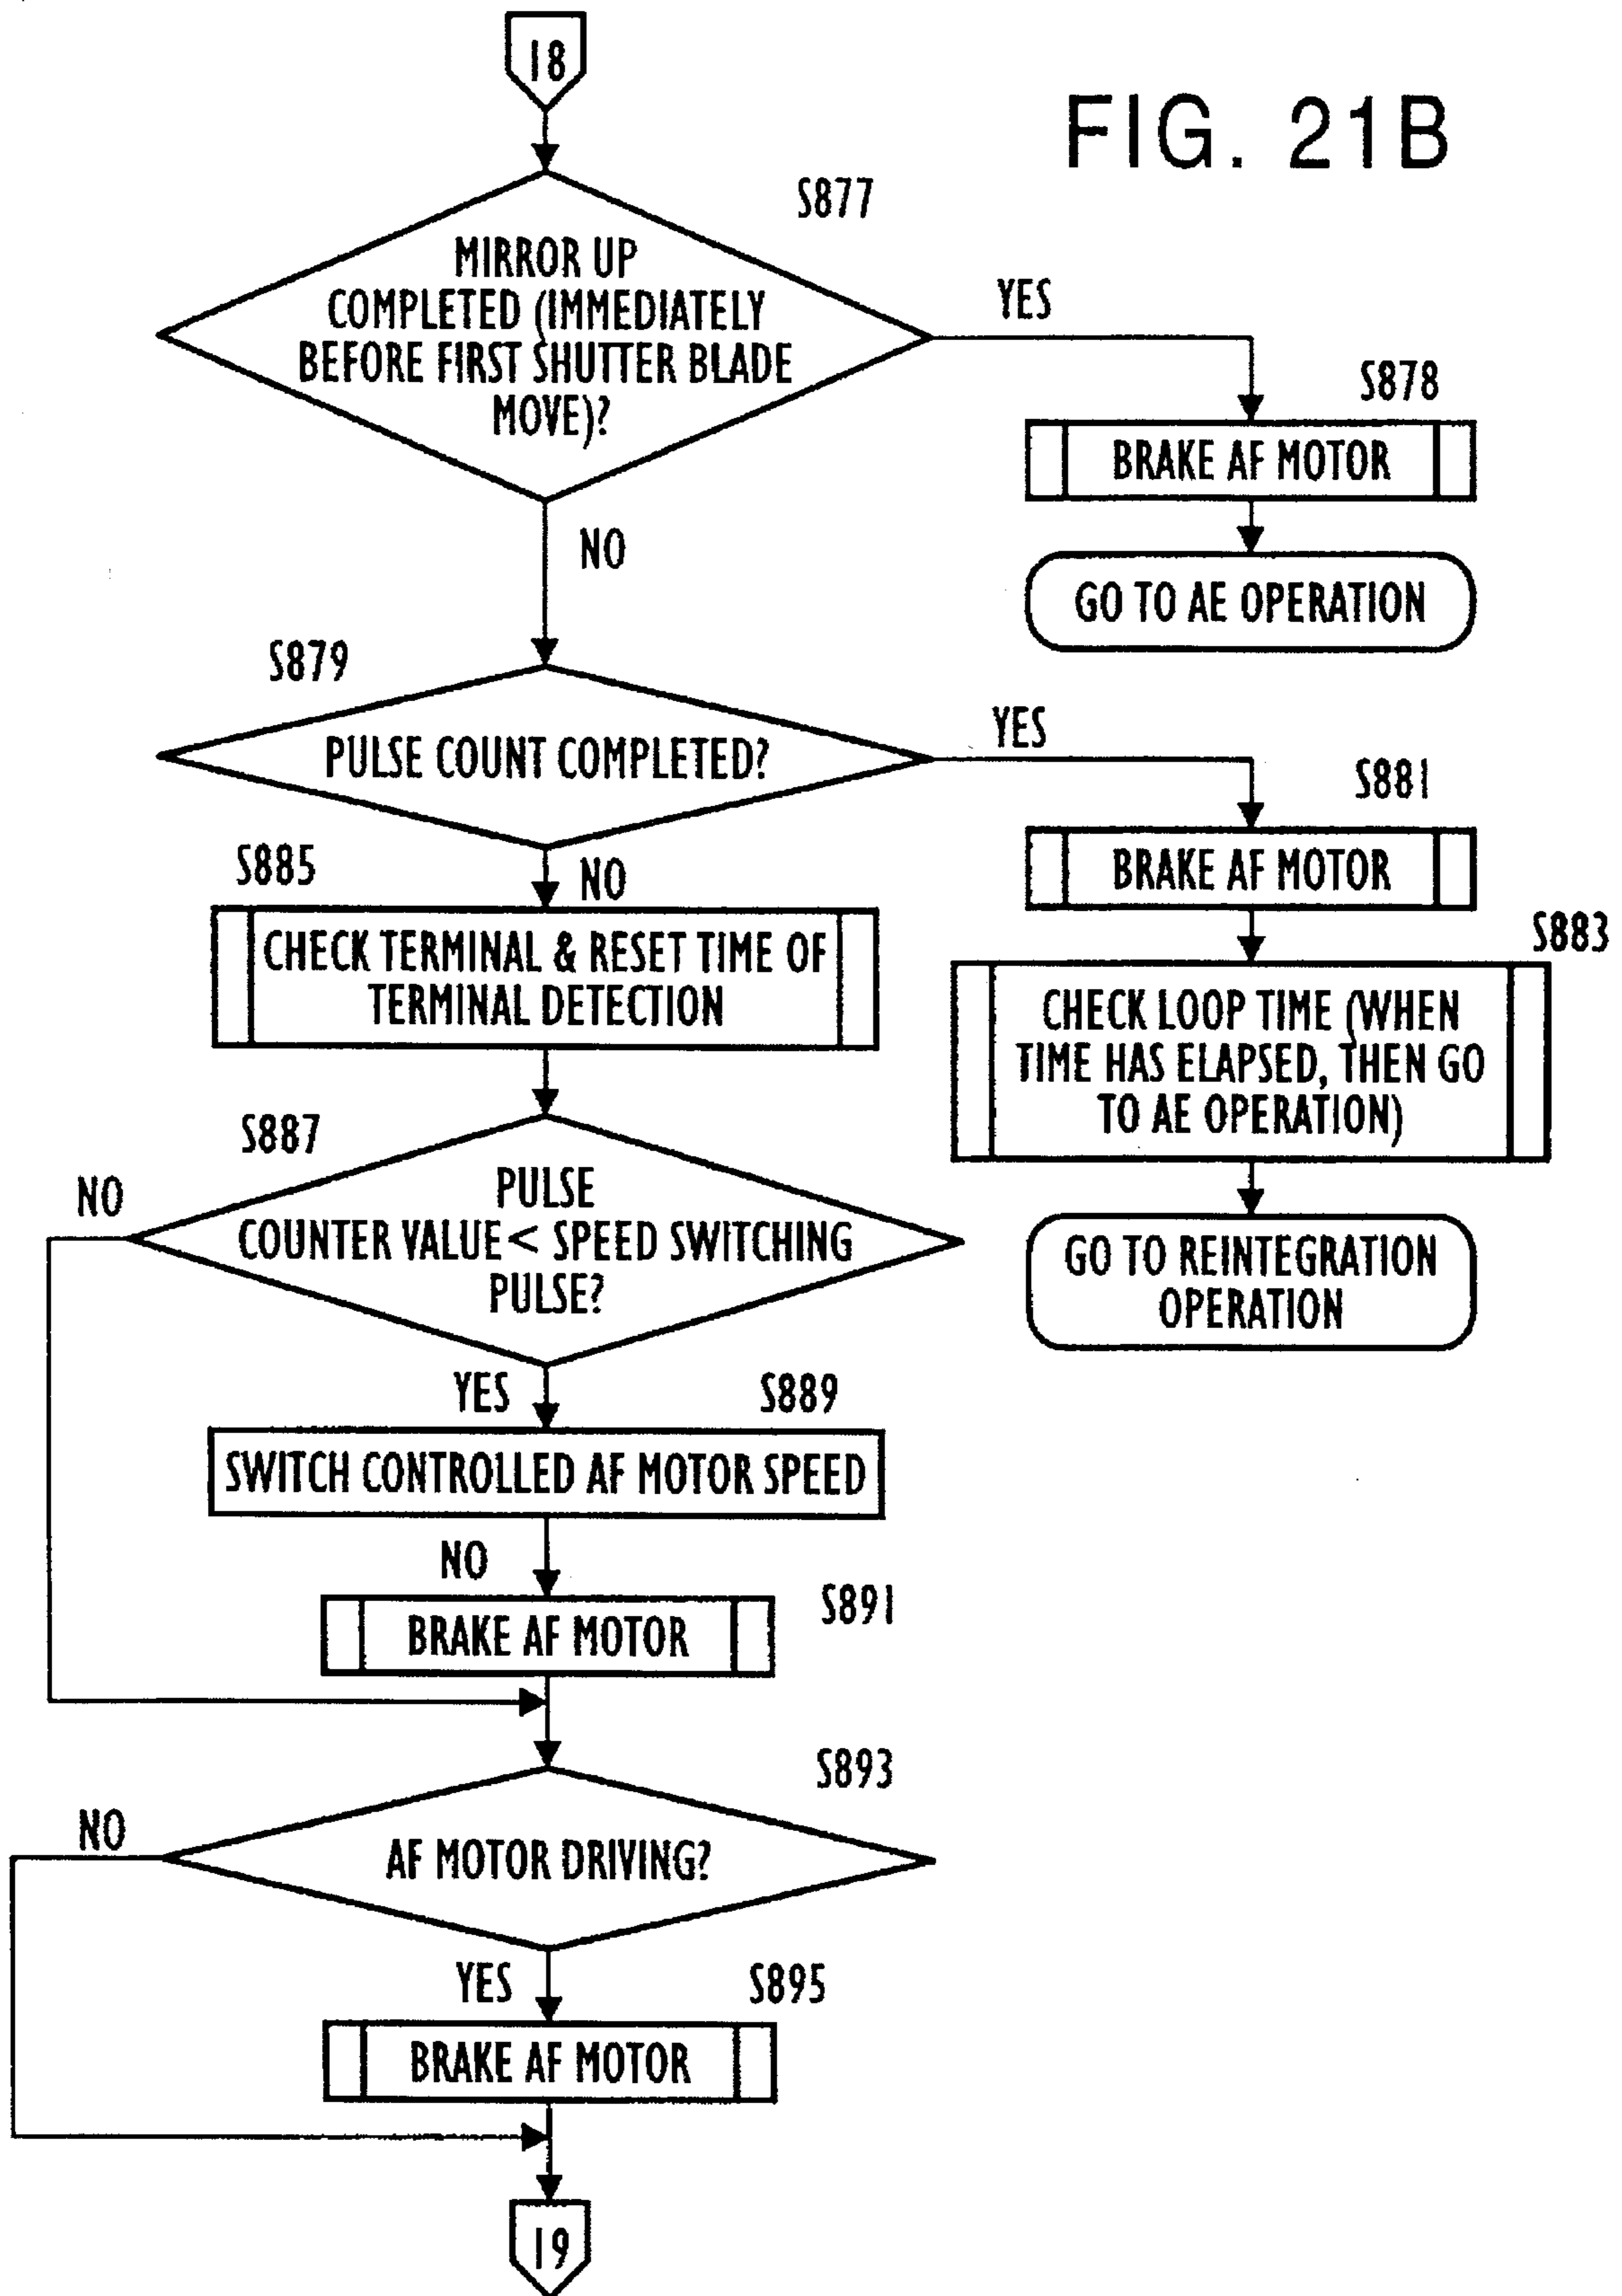 18
FIG. 21B
S877
MIRROR UP
COMPLETED (IMMEDIATELY
BEFORE FIRST SHUTTER BLADE
MOVE)?
YES
S878
BRAKE AF MOTOR
GO TO AE OPERATION
NO
S879
PULSE COUNT COMPLETED?
YES
S881
BRAKE AF MOTOR
S883
CHECK LOOP TIME (WHEN
TIME HAS ELAPSED, THEN GO
TO AE OPERATION)
GO TO REINTEGRATION
OPERATION
NO
S885
CHECK TERMINAL & RESET TIME OF
TERMINAL DETECTION
S887
NO
PULSE
COUNTER VALUE < SPEED SWITCHING
PULSE?
YES
S889
SWITCH CONTROLLED AF MOTOR SPEED
NO
S891
BRAKE AF MOTOR
S893
NO
AF MOTOR DRIVING?
YES
S895
BRAKE AF MOTOR
19